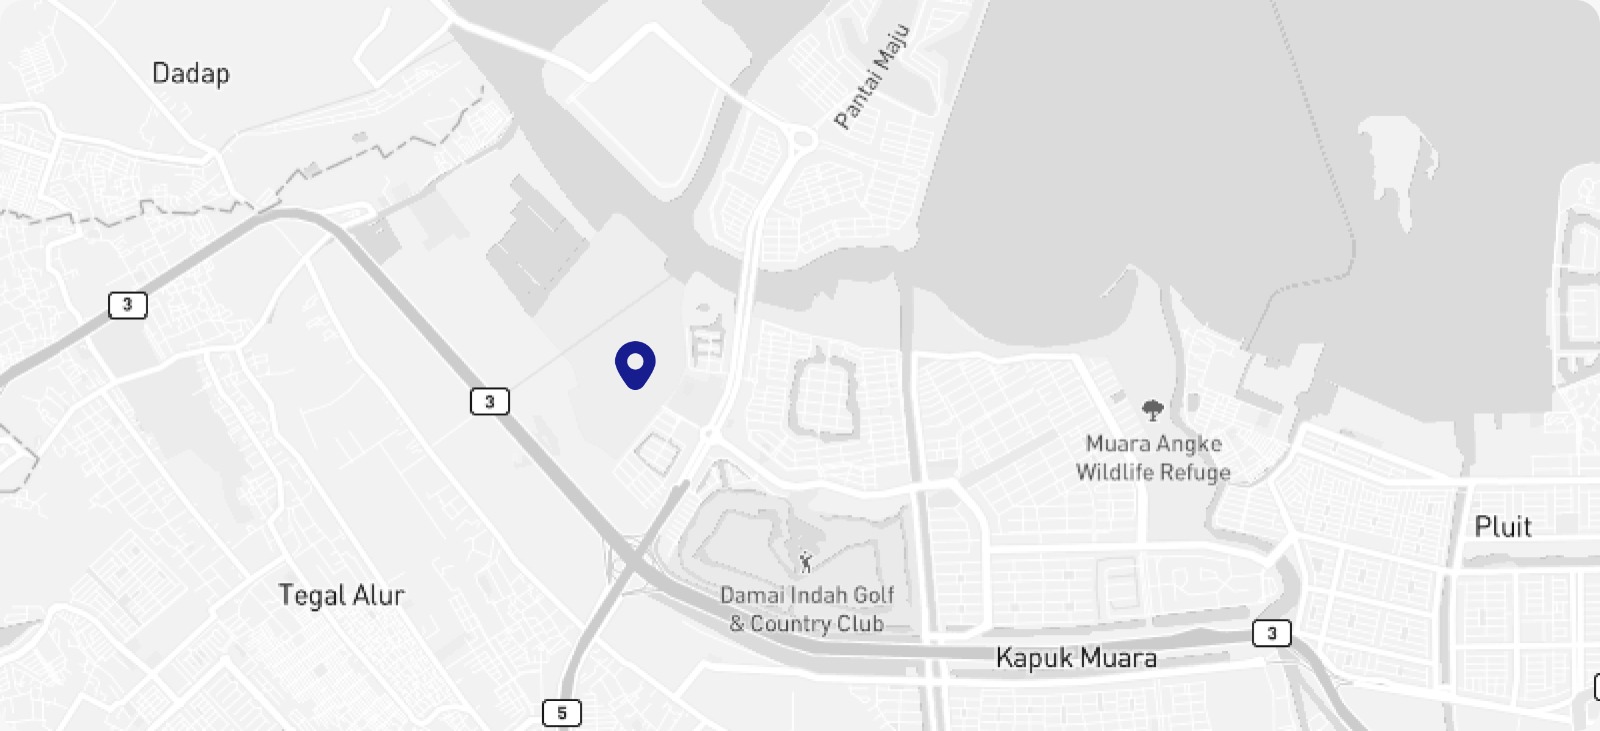 Dadap
Pantai Maju
3
3
Muara Angke
Wildlife Refuge
Pluit
Tegal Alur
Damai Indah Golf
& Country Club
3
Kapuk Muara
5